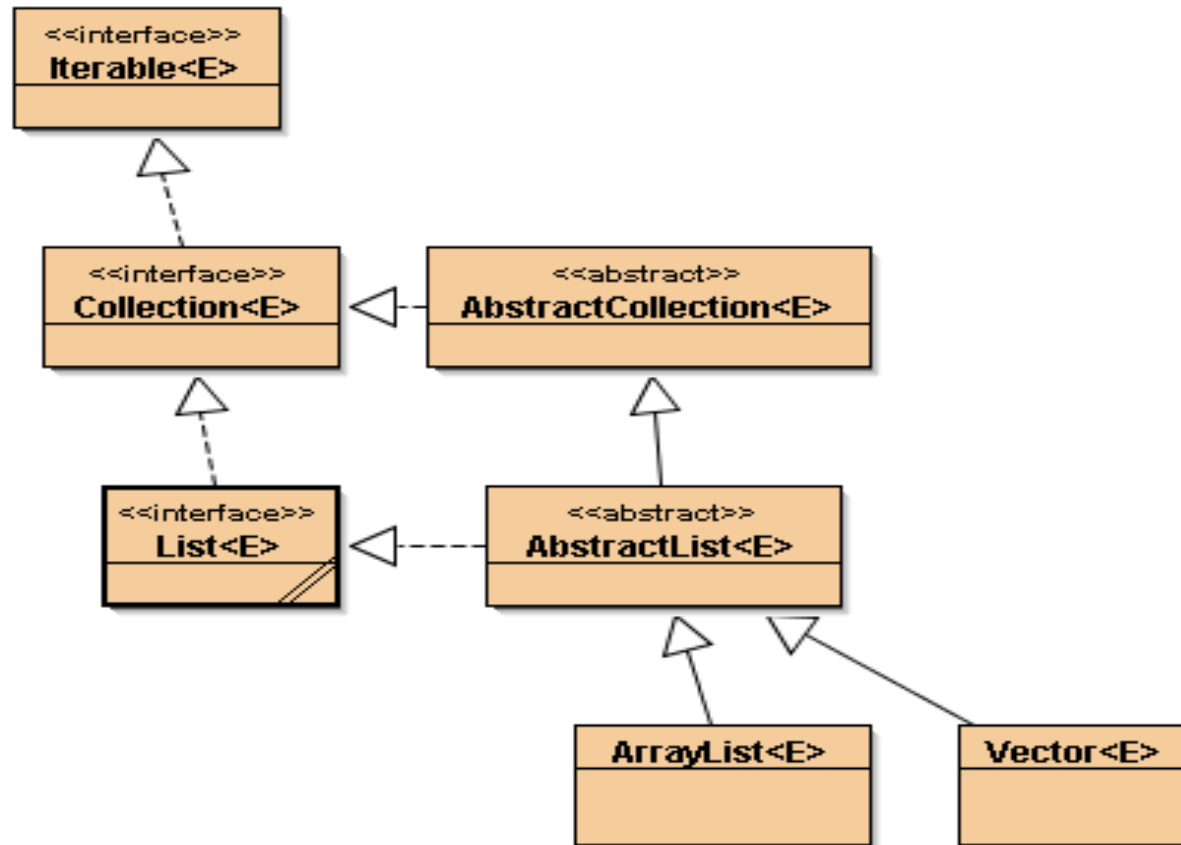 <<interface>>
Iterable<E>
<<interface>>
Collection<E>
<<abstract>>
AbstractCollection<E>
<<interface>>
List<E>
<<abstract>>
AbstractList<E>
ArrayList<E>
Vector<E>